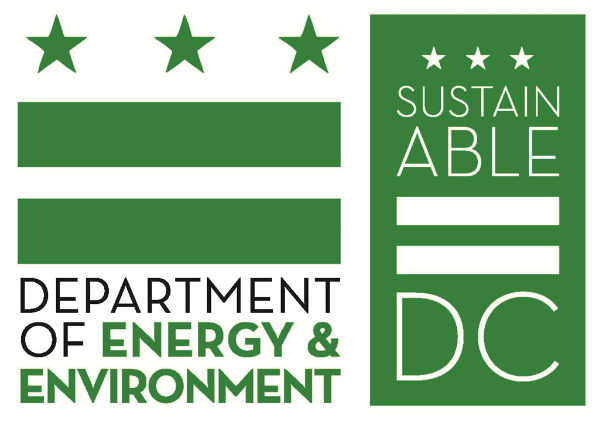 DEPARTMENT
OF ENERGY &
ENVIRONMENT
SUSTAIN
ABLE
DC